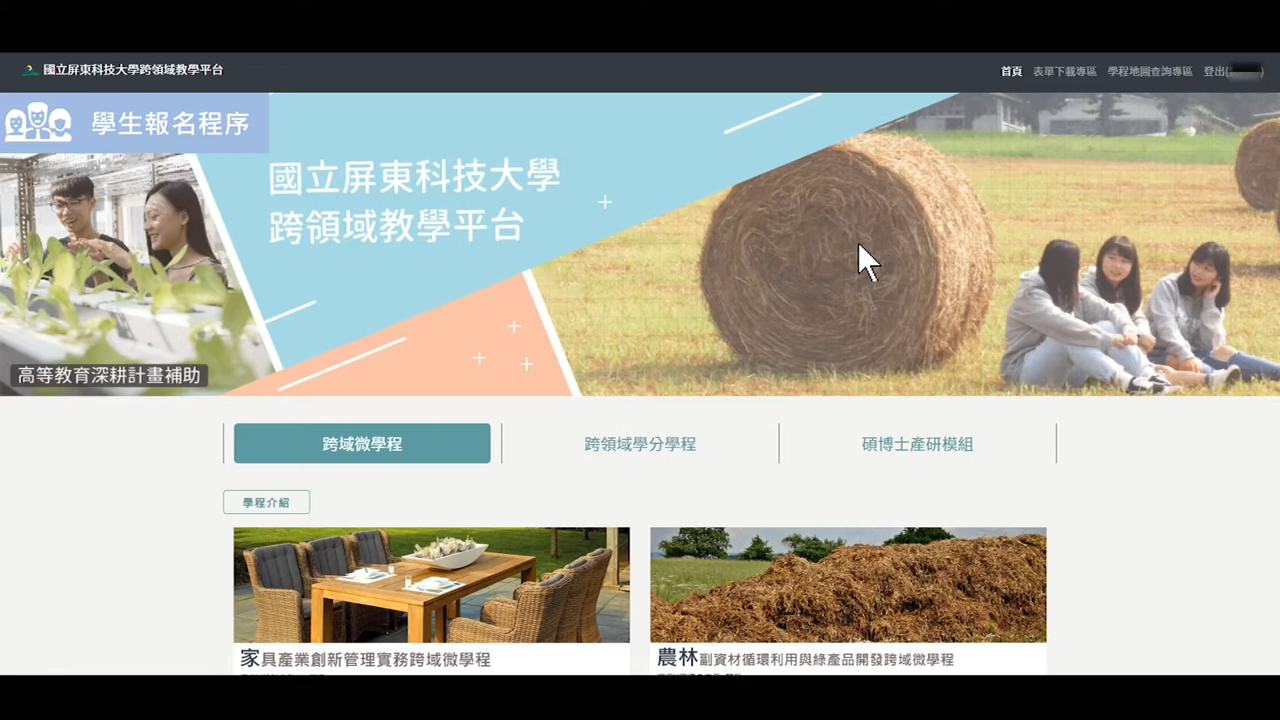 國立屏東科技大學跨領域教學平台
首頁 表單下載專區 學程地圖查詢專區 登出(
學生報名程序
國立屏東科技大學
跨領域教學平台
高等教育深耕計畫補助
跨域微學程 跨領域學分學程 碩博士產研模組
學程介紹
家具產業創新管理實務跨域微學程
農林副資材循環利用與綠產品開發跨域微學程